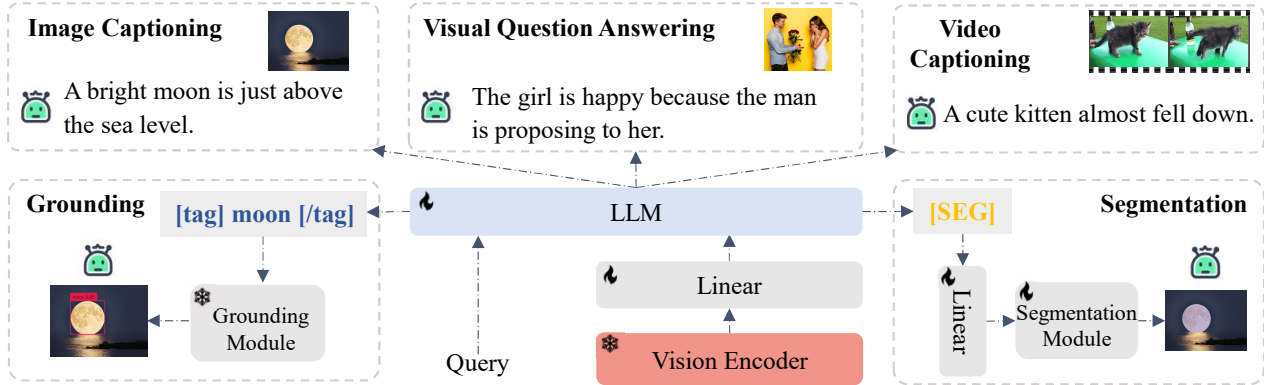 Image Captioning
A bright moon is just above
the sea level.
Visual Question Answering
The girl is happy because the man
is proposing to her.
Video
Captioning
A cute kitten almost fell down.
Grounding
[tag] moon [/tag]
Grounding
Module
LLM
Linear
Vision Encoder
Query
[SEG]
Segmentation
Linear
Segmentation
Module